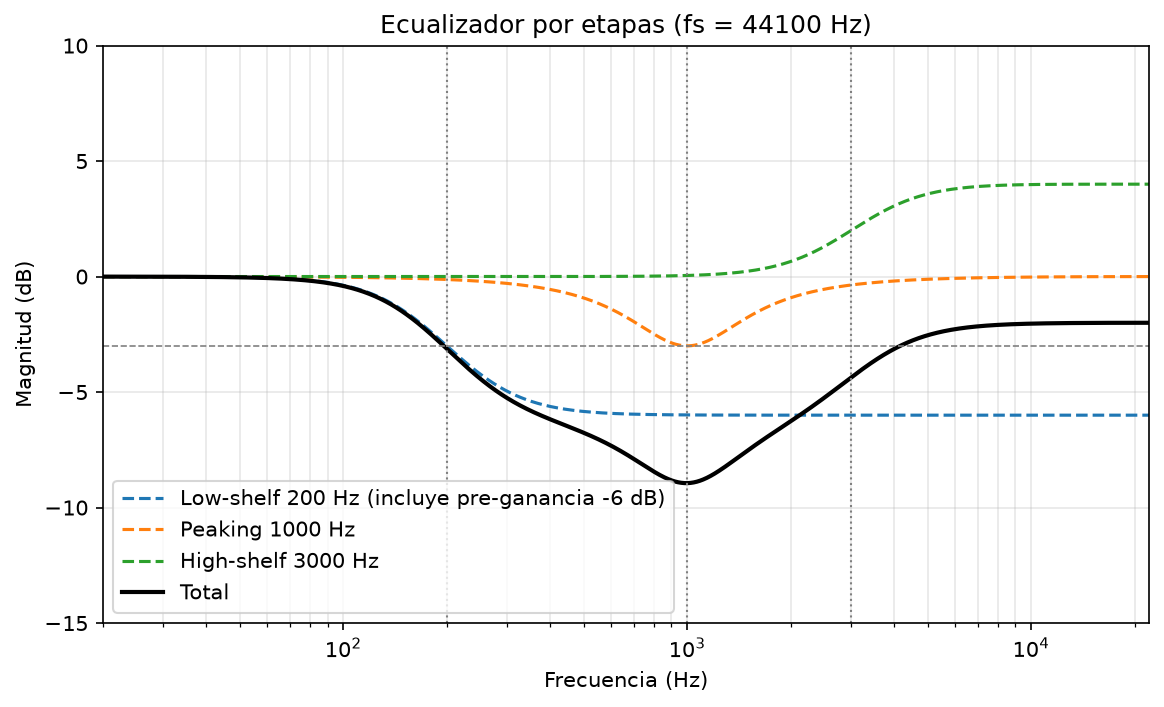 Ecualizador por etapas (fs = 44100 Hz)
Magnitud (dB)
10
5
0
−5
−10
−15
Low-shelf 200 Hz (incluye pre-ganancia -6 dB)
Peaking 1000 Hz
High-shelf 3000 Hz
Total
10²
10³
10⁴
Frecuencia (Hz)